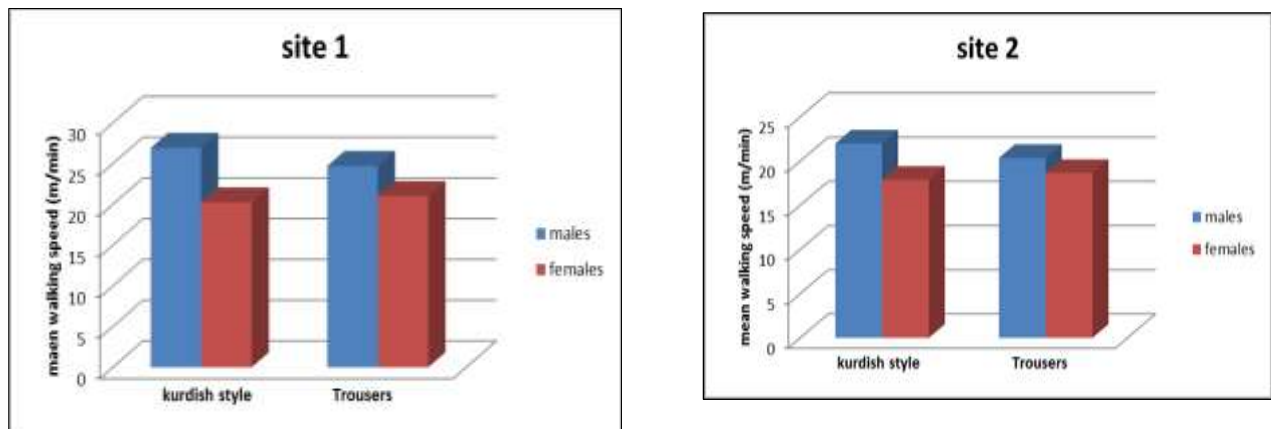 site 1
maen walking speed (m/min)
30
25
20
15
10
5
0
kurdish style
Trousers
males
females
site 2
mean walking speed (m/min)
25
20
15
10
5
0
kurdish style
Trousers
males
females